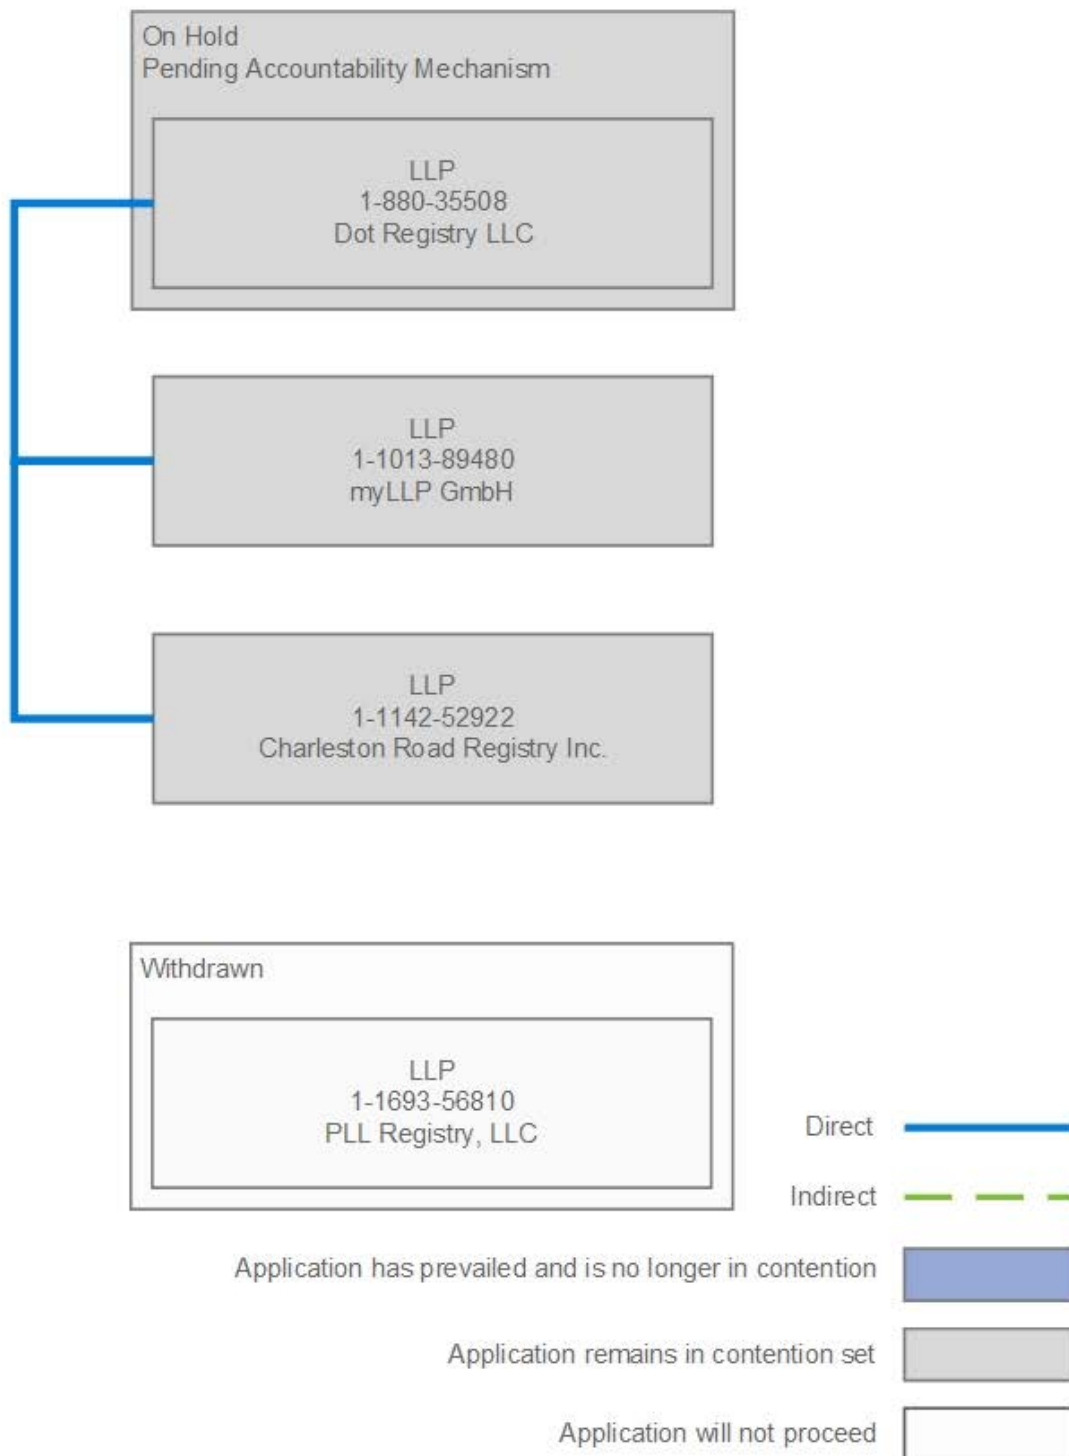 On Hold
Pending Accountability Mechanism
LLP
1-880-35508
Dot Registry LLC
LLP
1-1013-89480
myLLP GmbH
LLP
1-1142-52922
Charleston Road Registry Inc.
Withdrawn
LLP
1-1693-56810
PLL Registry, LLC
Direct
Indirect
Application has prevailed and is no longer in contention
Application remains in contention set
Application will not proceed